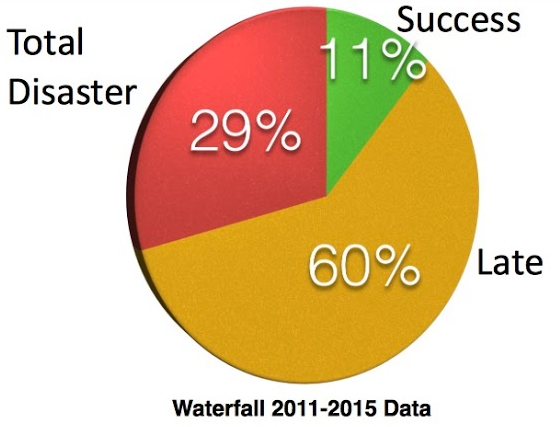 Success
11%
Total
Disaster
29%
60%
Late
Waterfall 2011-2015 Data